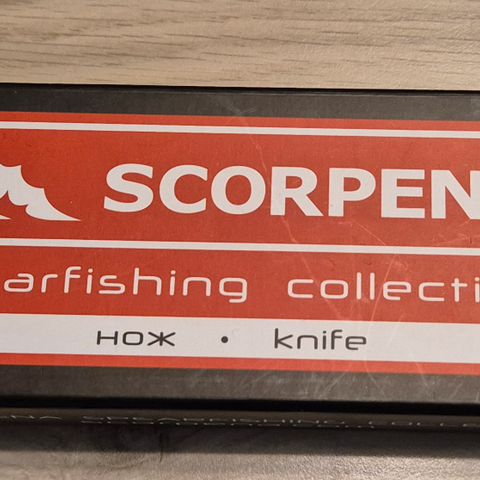 SCORPEN
arfishing collecti
нож • knife